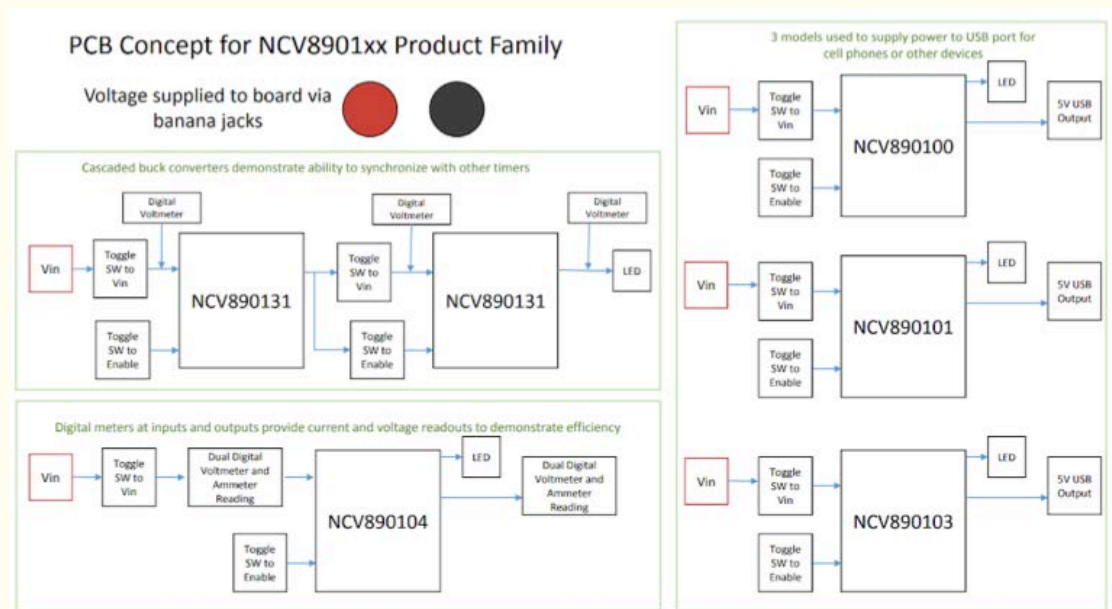 PCB Concept for NCV8901xx Product Family
Voltage supplied to board via
banana jacks
Cascaded buck converters demonstrate ability to synchronize with other timers
Digital
Voltmeter
Digital
Voltmeter
Digital
Voltmeter
Vin
Toggle
SW to
Vin
NCV890131
Toggle
SW to
Vin
NCV890131
LED
Toggle
SW to
Enable
Toggle
SW to
Enable
Digital meters at inputs and outputs provide current and voltage readouts to demonstrate efficiency
Vin
Toggle
SW to
Vin
Dual Digital
Voltmeter and
Ammeter
Reading
NCV890104
LED
Dual Digital
Voltmeter and
Ammeter
Reading
Toggle
SW to
Enable
3 models used to supply power to USB port for
cell phones or other devices
Vin
Toggle
SW to
Vin
NCV890100
LED
5V USB
Output
Toggle
SW to
Enable
Vin
Toggle
SW to
Vin
NCV890101
LED
5V USB
Output
Toggle
SW to
Enable
Vin
Toggle
SW to
Vin
NCV890103
LED
5V USB
Output
Toggle
SW to
Enable